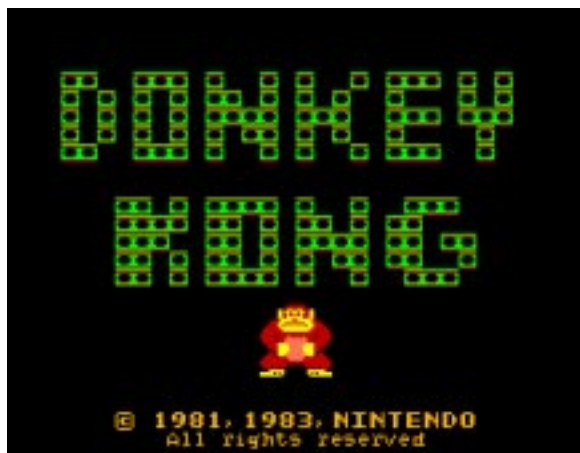 DONKEY
KONG
© 1981, 1983, NINTENDO
All rights reserved